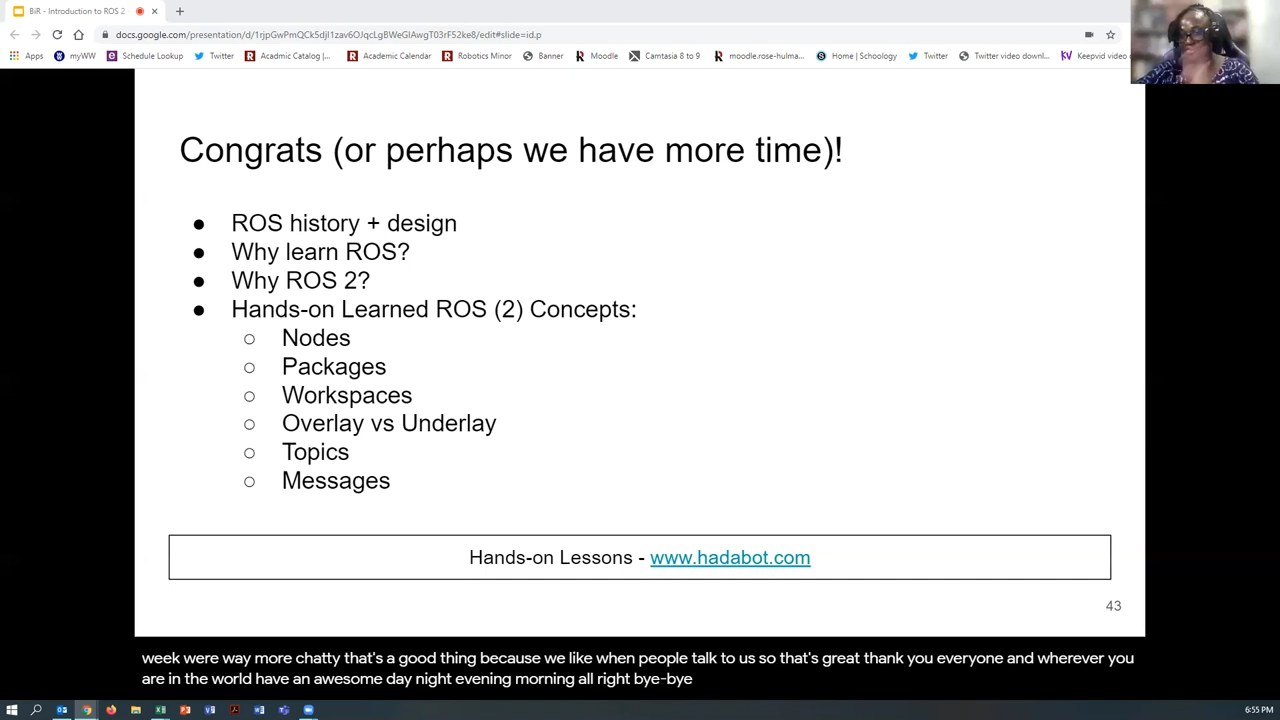 BiR - Introduction to ROS 2
docs.google.com/presentation/d/1rjpGwPmQCk5djI1zav6OJqcLgBWeGIAwgT03rF52ke8/edit#slide=id.p
Apps myWW Schedule Lookup Twitter Acadmic Catalog |... Academic Calendar Robotics Minor Banner Moodle Camtasia 8 to 9 moodle.rose-hulma... Home | Schoology Twitter Twitter video downl... Keepvid video
Congrats (or perhaps we have more time)!
● ROS history + design
● Why learn ROS?
● Why ROS 2?
● Hands-on Learned ROS (2) Concepts:
○ Nodes
○ Packages
○ Workspaces
○ Overlay vs Underlay
○ Topics
○ Messages
Hands-on Lessons - www.hadabot.com
43
week were way more chatty that's a good thing because we like when people talk to us so that's great thank you everyone and wherever you
are in the world have an awesome day night evening morning all right bye-bye
6:55 PM